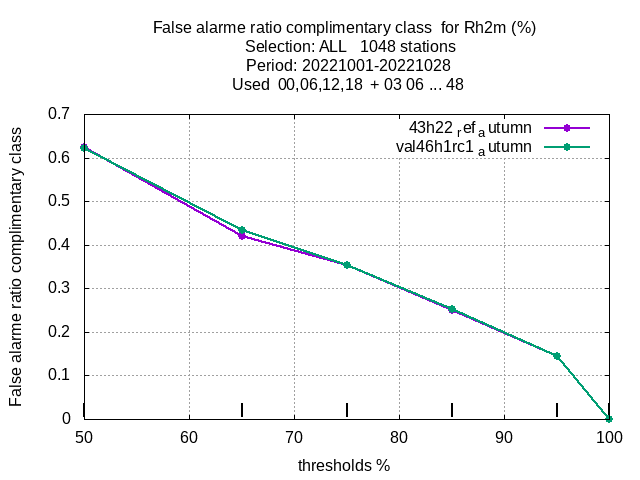 False alarme ratio complimentary class  for Rh2m (%)
Selection: ALL   1048 stations
Period: 20221001-20221028
Used  00,06,12,18  + 03 06 ... 48
43h22 ref a utumn
val46h1rc1 a utumn
False alarme ratio complimentary class
0.7
0.6
0.5
0.4
0.3
0.2
0.1
0
50 60 70 80 90 100
thresholds %